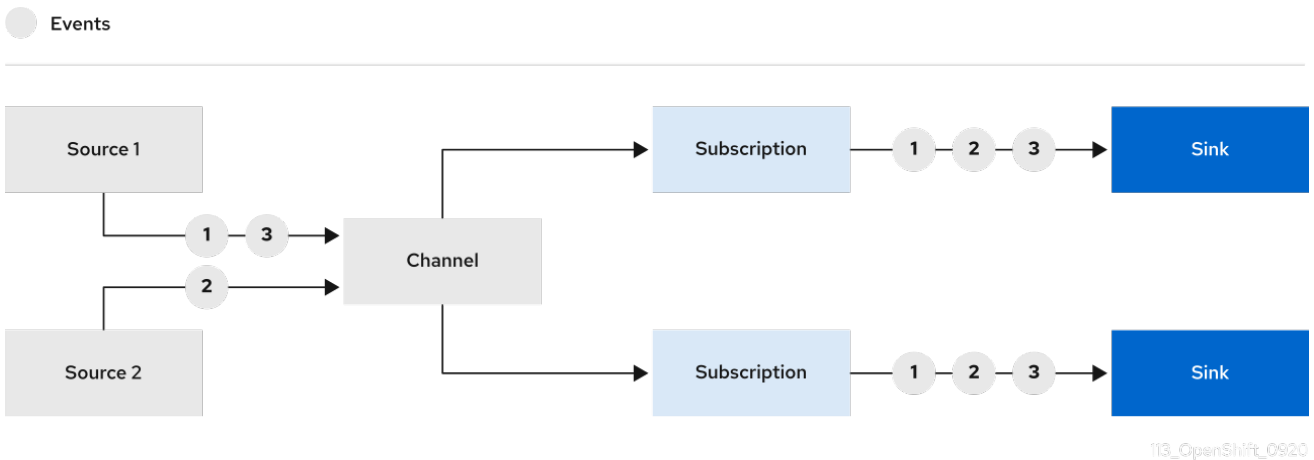 Events
Source 1
Subscription
1 2 3
Sink
1 3
Channel
2
Source 2
Subscription
1 2 3
Sink
113_OpenShift_0920